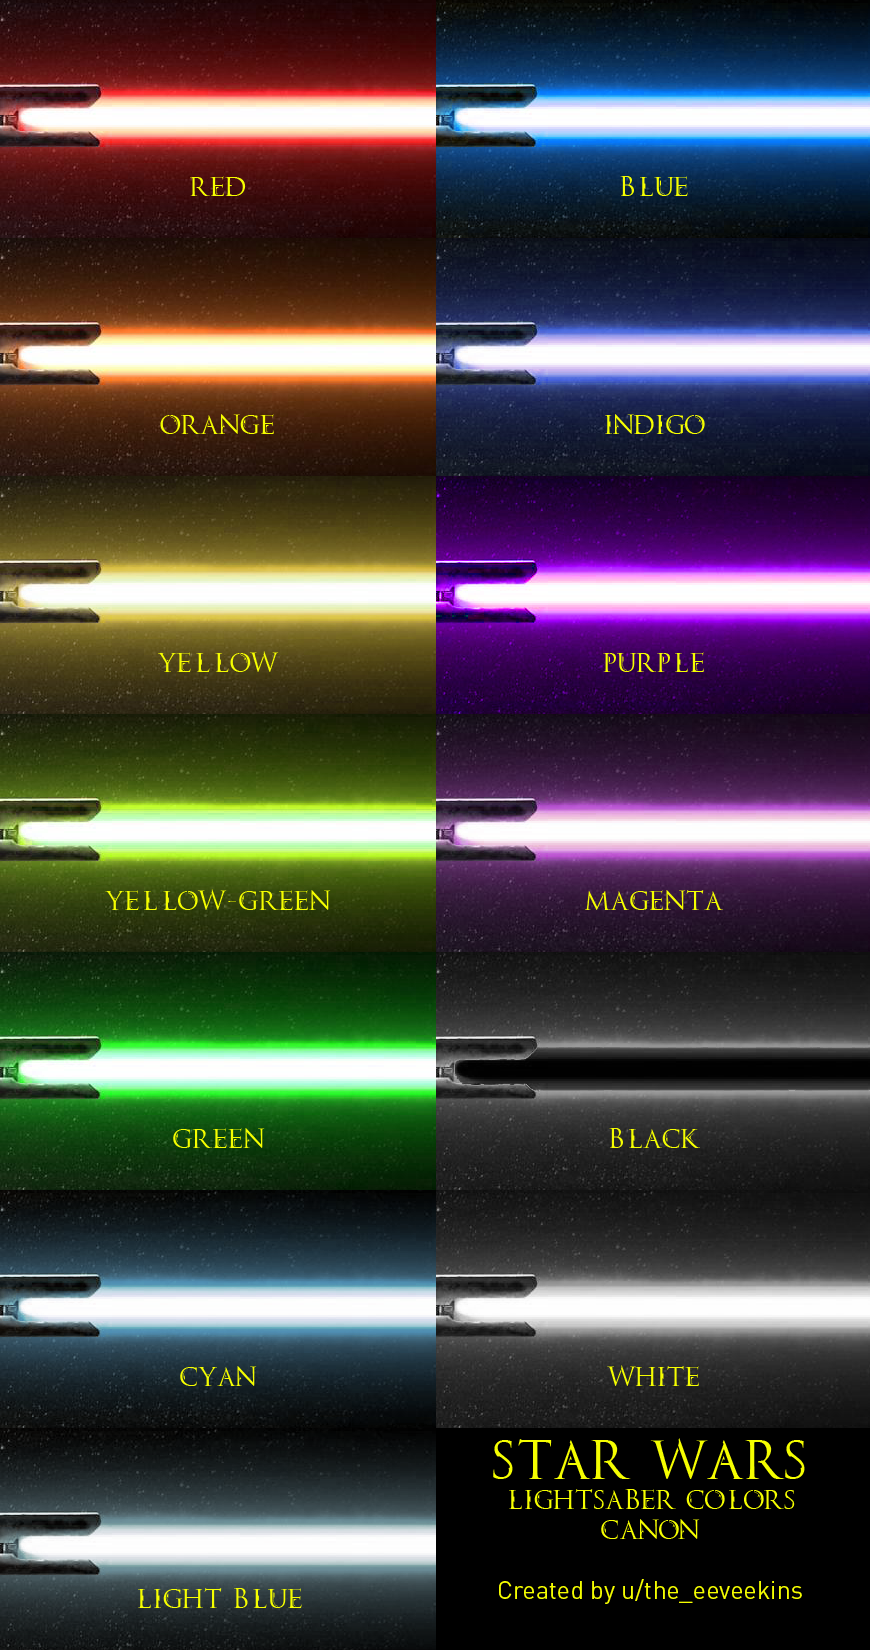 RED
BLUE
ORANGE
INDIGO
YELLOW
PURPLE
YELLOW-GREEN
MAGENTA
GREEN
BLACK
CYAN
WHITE
LIGHT BLUE
STAR WARS
LIGHTSABER COLORS
CANON
Created by u/the_eeveekins